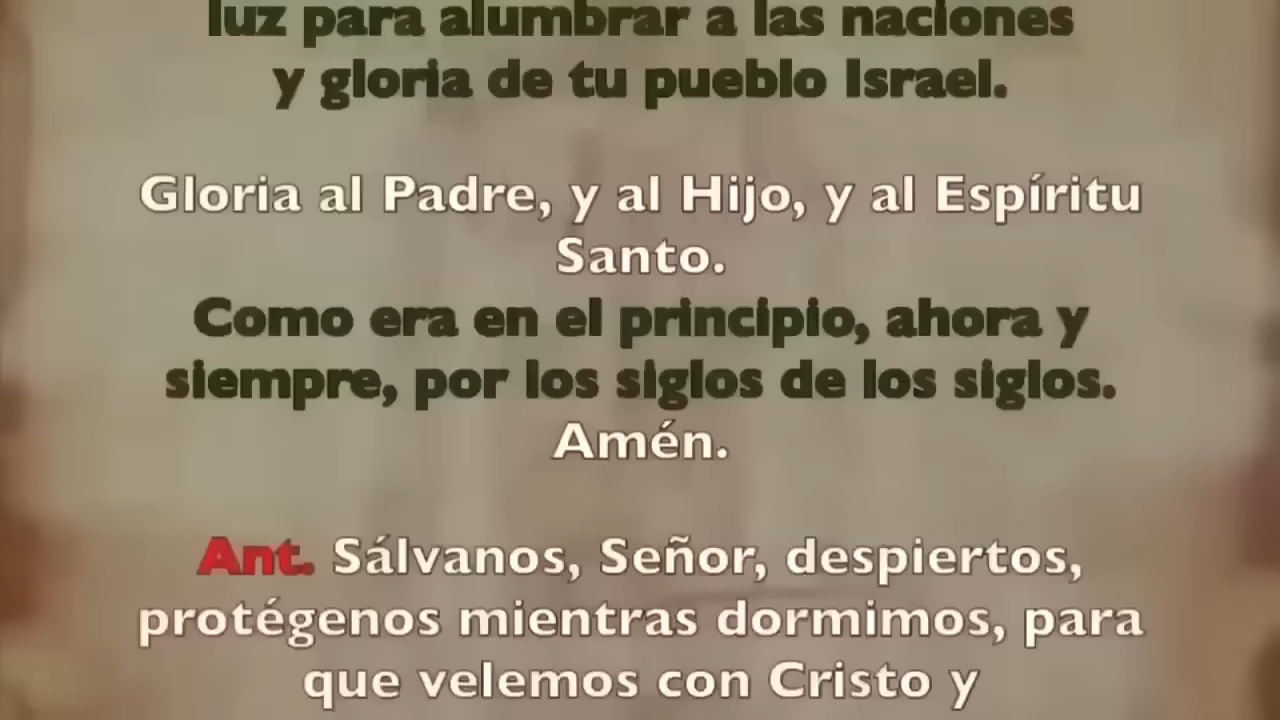 luz para alumbrar a las naciones
y gloria de tu pueblo Israel.
Gloria al Padre, y al Hijo, y al Espíritu
Santo.
Como era en el principio, ahora y
siempre, por los siglos de los siglos.
Amén.
Ant. Sálvanos, Señor, despiertos,
protégenos mientras dormimos, para
que velemos con Cristo y